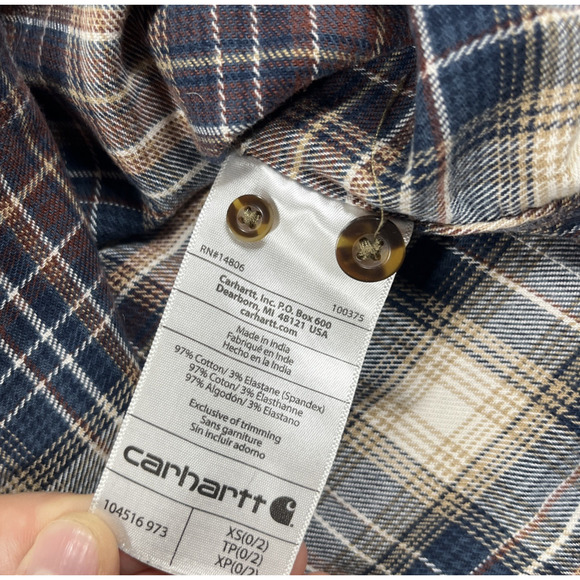 RN#14806
100375
Carhartt, Inc. P.O. Box 600
Dearborn, MI 48121 USA
carhartt.com
Made in India
Fabriqué en Inde
Hecho en la India
97% Cotton/ 3% Elastane (Spandex)
97% Coton/ 3% Élasthanne
97% Algodón/ 3% Elastano
Exclusive of trimming
Sans garniture
Sin incluir adorno
carhartt
104516 973
XS(0/2)
TP(0/2)
XP(0/2)